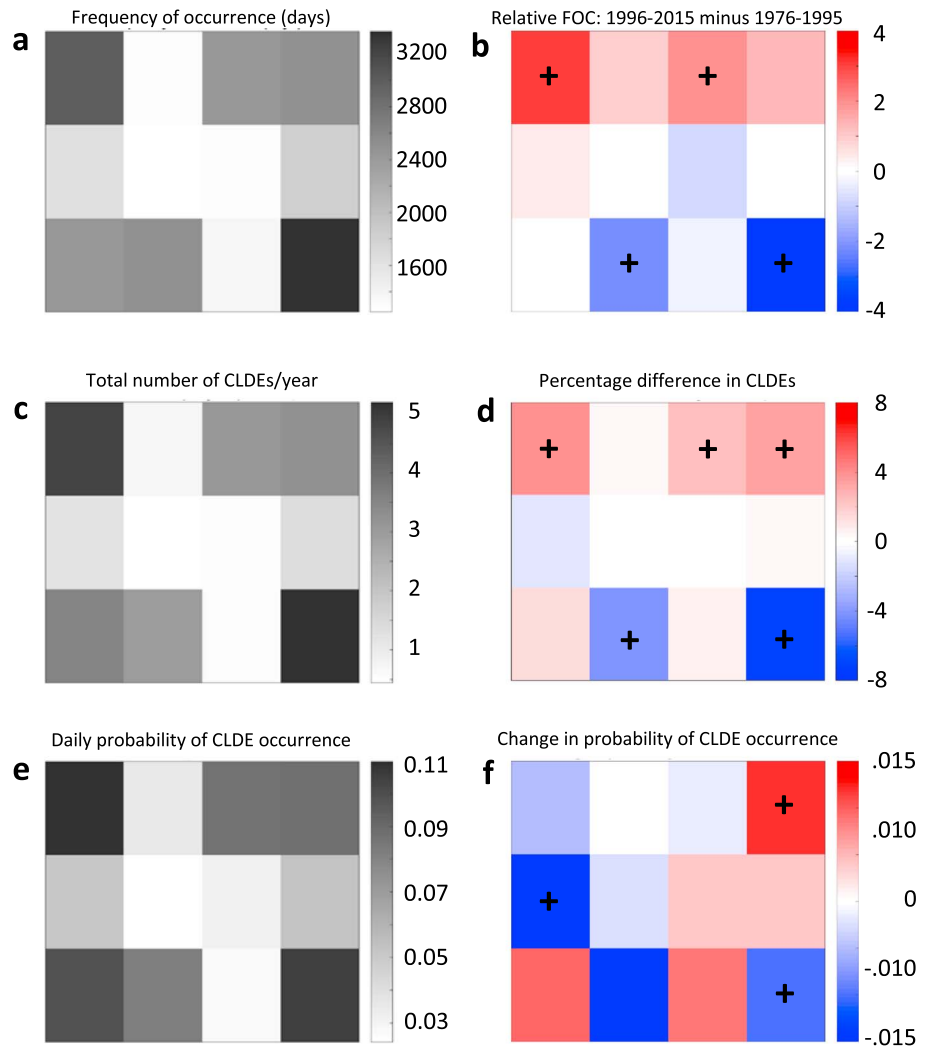 Frequency of occurrence (days)
a
3200
2800
2400
2000
1600
Relative FOC: 1996-2015 minus 1976-1995
b
+ +
+ +
4
2
0
-2
-4
Total number of CLDEs/year
c
5
4
3
2
1
Percentage difference in CLDEs
d
+ + +
+ +
8
4
0
-4
-8
Daily probability of CLDE occurrence
e
0.11
0.09
0.07
0.05
0.03
Change in probability of CLDE occurrence
f
+
+
+
.015
.010
0
-.010
-.015